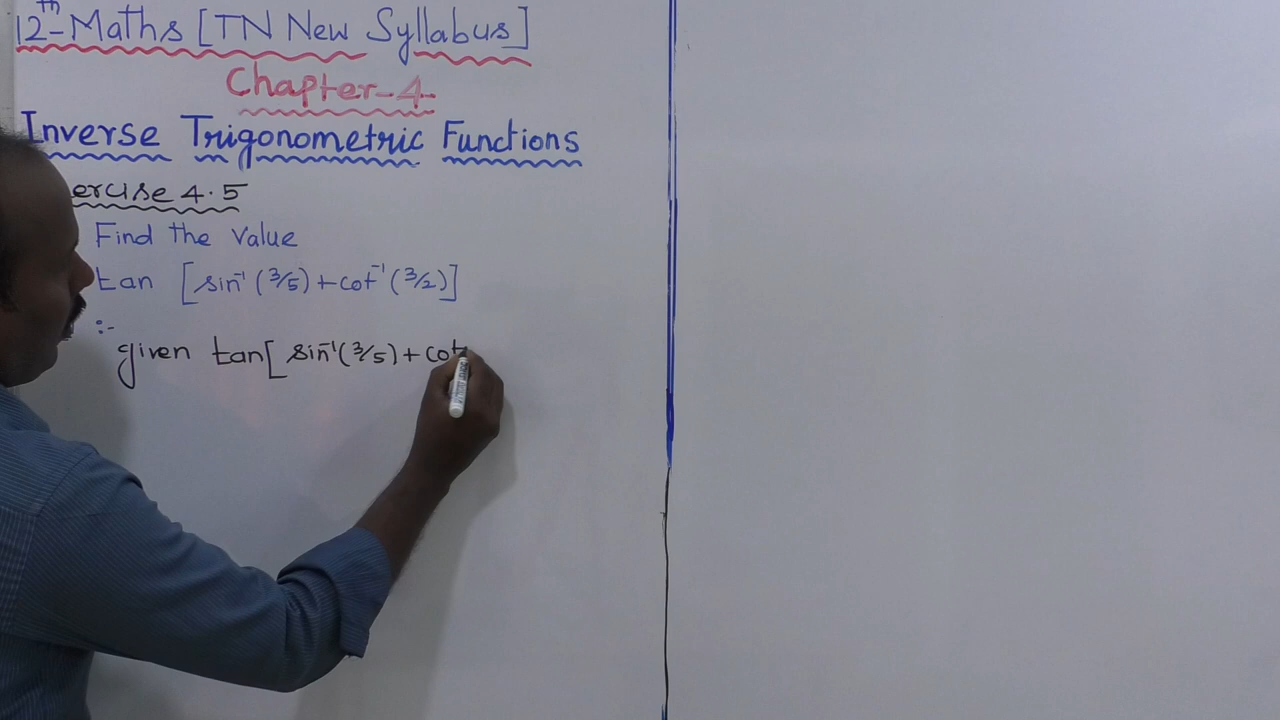 12th-Maths [TN New Syllabus]
Chapter-4
Inverse Trigonometric Functions
ercise 4.5
Find the Value
tan [sin⁻¹(3/5)+cot⁻¹(3/2)]
:-
given tan[ sin⁻¹(3/5)+cot